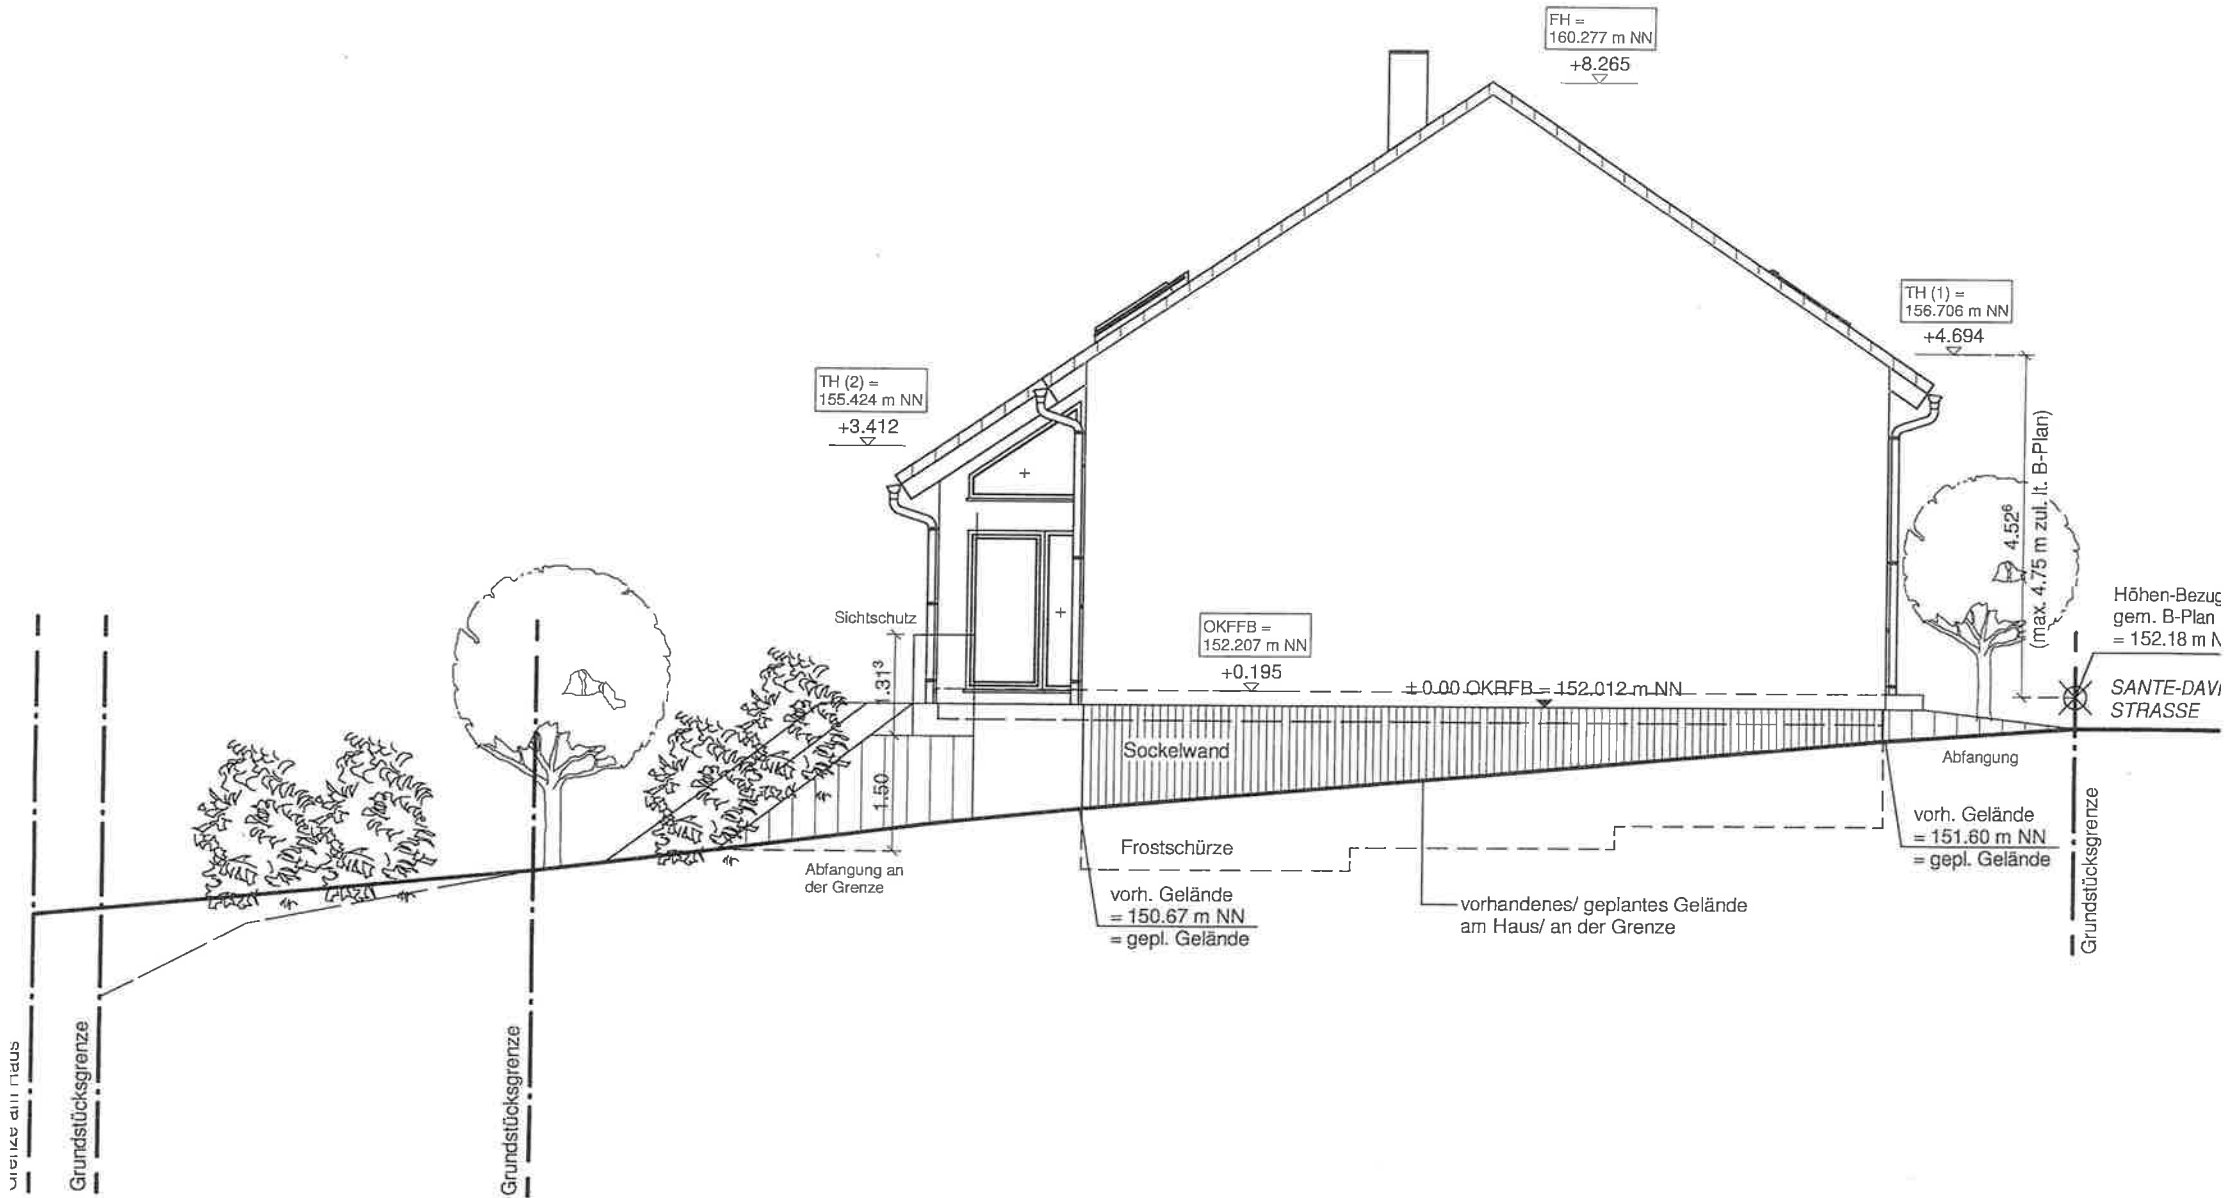 FH =
160.277 m NN
+8.265
TH (1) =
156.706 m NN
+4.694
TH (2) =
155.424 m NN
+3.412
4.52⁶
(max. 4.75 m zul. lt. B-Plan)
Höhen-Bezug
gem. B-Plan
= 152.18 m N
Sichtschutz
OKFFB =
152.207 m NN
+0.195
± 0.00 OKRFB = 152.012 m NN
SANTE-DAVI
STRASSE
.31³
Sockelwand
Abfangung
1.50
vorh. Gelände
= 151.60 m NN
= gepl. Gelände
Frostschürze
Abfangung an
der Grenze
vorh. Gelände
= 150.67 m NN
= gepl. Gelände
vorhandenes/ geplantes Gelände
am Haus/ an der Grenze
Grundstücksgrenze
Grundstücksgrenze
Grundstücksgrenze
Grenze am Haus